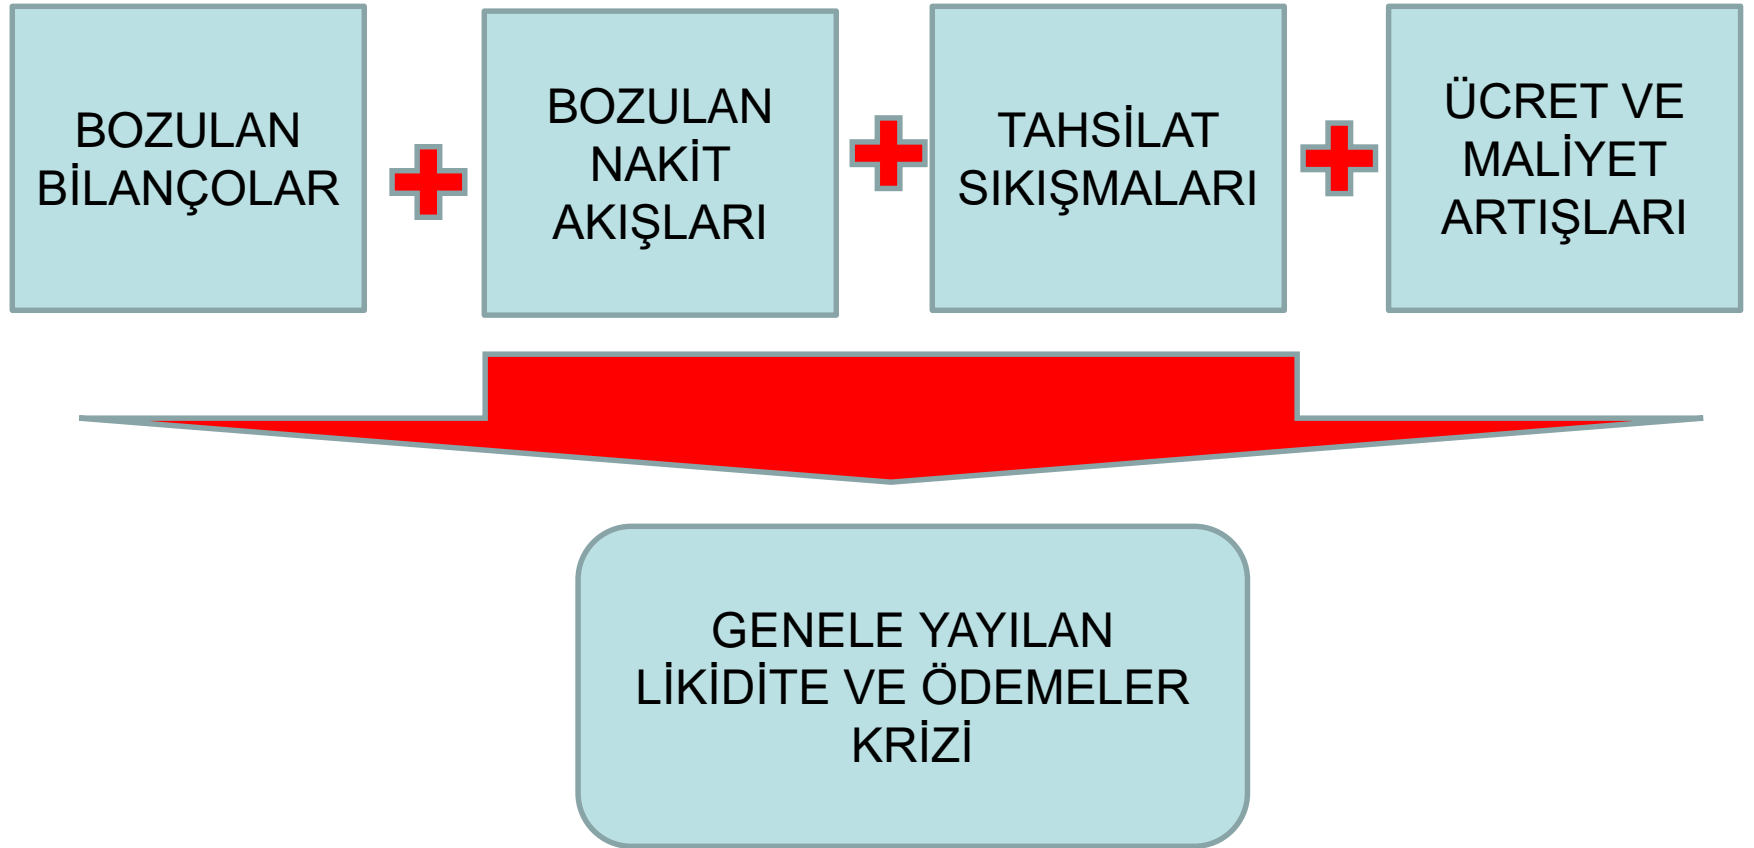 BOZULAN
BİLANÇOLAR
BOZULAN
NAKİT
AKIŞLARI
TAHSİLAT
SIKIŞMALARI
ÜCRET VE
MALİYET
ARTIŞLARI
GENELE YAYILAN
LİKİDİTE VE ÖDEMELER
KRİZİ